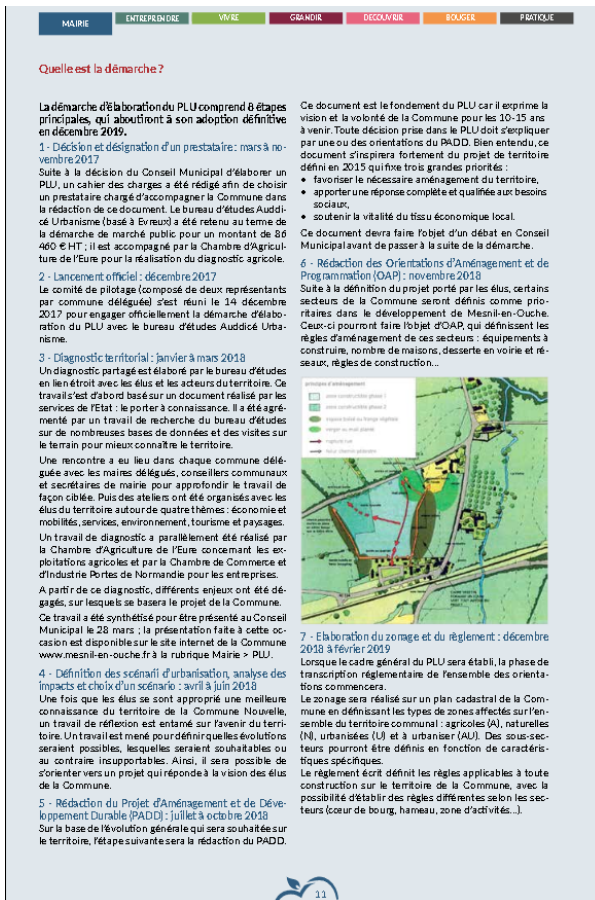 MAIRIE
ENTREPRENDRE
VIVRE
GRANDIR
DECOUVRIR
BOUGER
PRATIQUE
Quelle est la démarche ?
La démarche d'élaboration du PLU comprend 8 étapes
principales, qui aboutiront à son adoption définitive
en décembre 2019.
1 - Décision et désignation d'un prestataire : mars à no-
vembre 2017
Suite à la décision du Conseil Municipal d'élaborer un
PLU, un cahier des charges a été rédigé afin de choisir
un prestataire chargé d'accompagner la Commune dans
la rédaction de ce document. Le bureau d'études Auddi-
cé Urbanisme (basé à Evreux) a été retenu au terme de
la démarche de marché public pour un montant de 86
460 € HT ; il est accompagné par la Chambre d'Agricul-
ture de l'Eure pour la réalisation du diagnostic agricole.
2 - Lancement officiel : décembre 2017
Le comité de pilotage (composé de deux représentants
par commune déléguée) s'est réuni le 14 décembre
2017 pour engager officiellement la démarche d'élabo-
ration du PLU avec le bureau d'études Auddicé Urba-
nisme.
3 - Diagnostic territorial : janvier à mars 2018
Un diagnostic partagé est élaboré par le bureau d'études
en lien étroit avec les élus et les acteurs du territoire. Ce
travail s'est d'abord basé sur un document réalisé par les
services de l'Etat : le porter à connaissance. Il a été agré-
menté par un travail de recherche du bureau d'études
sur de nombreuses bases de données et des visites sur
le terrain pour mieux connaître le territoire.
Une rencontre a eu lieu dans chaque commune délé-
guée avec les maires délégués, conseillers communaux
et secrétaires de mairie pour approfondir le travail de
façon ciblée. Puis des ateliers ont été organisés avec les
élus du territoire autour de quatre thèmes : économie et
mobilités, services, environnement, tourisme et paysages.
Un travail de diagnostic a parallèlement été réalisé par
la Chambre d'Agriculture de l'Eure concernant les ex-
ploitations agricoles et par la Chambre de Commerce et
d'Industrie Portes de Normandie pour les entreprises.
A partir de ce diagnostic, différents enjeux ont été dé-
gagés, sur lesquels se basera le projet de la Commune.
Ce travail a été synthétisé pour être présenté au Conseil
Municipal le 28 mars ; la présentation faite à cette oc-
casion est disponible sur le site internet de la Commune
www.mesnil-en-ouche.fr à la rubrique Mairie > PLU.
4 - Définition des scénarii d'urbanisation, analyse des
impacts et choix d'un scénario : avril à juin 2018
Une fois que les élus se sont approprié une meilleure
connaissance du territoire de la Commune Nouvelle,
un travail de réflexion est entamé sur l'avenir du terri-
toire. Un travail est mené pour définir quelles évolutions
seraient possibles, lesquelles seraient souhaitables ou
au contraire insupportables. Ainsi, il sera possible de
s'orienter vers un projet qui réponde à la vision des élus
de la Commune.
5 - Rédaction du Projet d'Aménagement et de Déve-
loppement Durable (PADD) : juillet à octobre 2018
Sur la base de l'évolution générale qui sera souhaitée sur
le territoire, l'étape suivante sera la rédaction du PADD.
Ce document est le fondement du PLU car il exprime la
vision et la volonté de la Commune pour les 10-15 ans
à venir. Toute décision prise dans le PLU doit s'expliquer
par une ou des orientations du PADD. Bien entendu, ce
document s'inspirera fortement du projet de territoire
défini en 2015 qui fixe trois grandes priorités :
• favoriser le nécessaire aménagement du territoire,
• apporter une réponse complète et qualifiée aux besoins
sociaux,
• soutenir la vitalité du tissu économique local.
Ce document devra faire l'objet d'un débat en Conseil
Municipal avant de passer à la suite de la démarche.
6 - Rédaction des Orientations d'Aménagement et de
Programmation (OAP) : novembre 2018
Suite à la définition du projet porté par les élus, certains
secteurs de la Commune seront définis comme prio-
ritaires dans le développement de Mesnil-en-Ouche.
Ceux-ci pourront faire l'objet d'OAP, qui définissent les
règles d'aménagement de ces secteurs : équipements à
construire, nombre de maisons, desserte en voirie et ré-
seaux, règles de construction...
principes d'aménagement
zone constructible phase 1
zone constructible phase 2
7 - Elaboration du zonage et du règlement : décembre
2018 à février 2019
Lorsque le cadre général du PLU sera établi, la phase de
transcription réglementaire de l'ensemble des orienta-
tions commencera.
Le zonage sera réalisé sur un plan cadastral de la Com-
mune en définissant les types de zones affectés sur l'en-
semble du territoire communal : agricoles (A), naturelles
(N), urbanisées (U) et à urbaniser (AU). Des sous-sec-
teurs pourront être définis en fonction de caractéris-
tiques spécifiques.
Le règlement écrit définit les règles applicables à toute
construction sur le territoire de la Commune, avec la
possibilité d'établir des règles différentes selon les sec-
teurs (cœur de bourg, hameau, zone d'activités...).
11